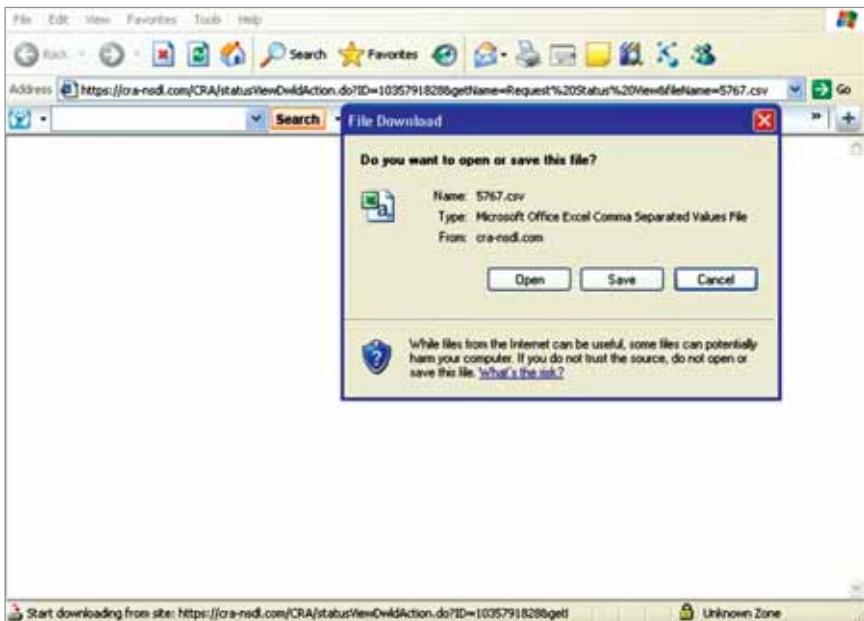 File Edit View Favorites Tools Help
Back Search Favorites
Address https://cra-nsdl.com/CRA/statusViewDwldAction.do?ID=1035791828&getName=Request%20Status%20View&fileName=5767.csv Go
Search
File Download
Do you want to open or save this file?
Name: 5767.csv
Type: Microsoft Office Excel Comma Separated Values File
From: cra-nsdl.com
Open Save Cancel
While files from the Internet can be useful, some files can potentially
harm your computer. If you do not trust the source, do not open or
save this file. What's the risk?
Start downloading from site: https://cra-nsdl.com/CRA/statusViewDwldAction.do?ID=1035791828&get Unknown Zone